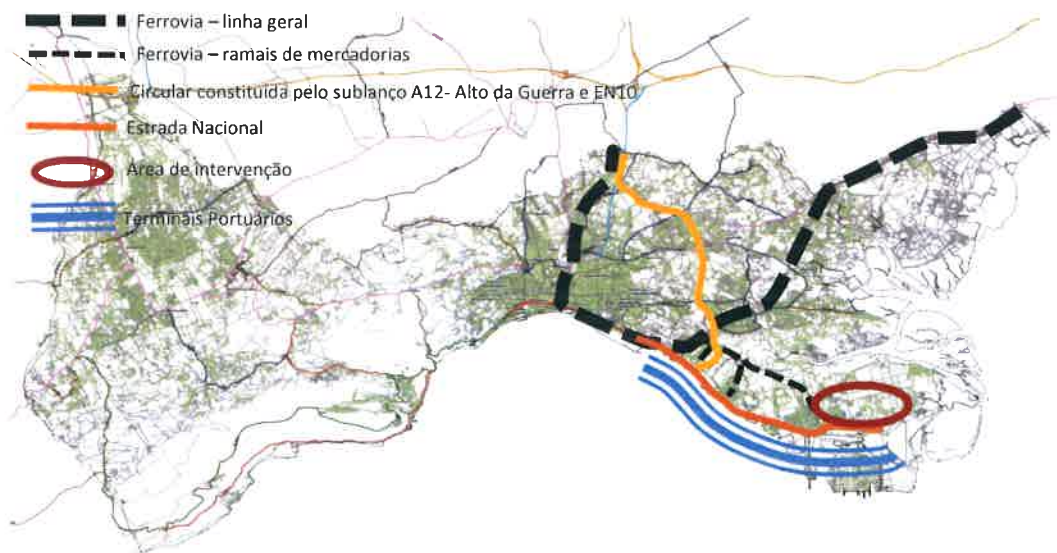 Ferrovia – linha geral
Ferrovia – ramais de mercadorias
Circular constituída pelo sublanço A12- Alto da Guerra e EN10
Estrada Nacional
Área de intervenção
Terminais Portuários